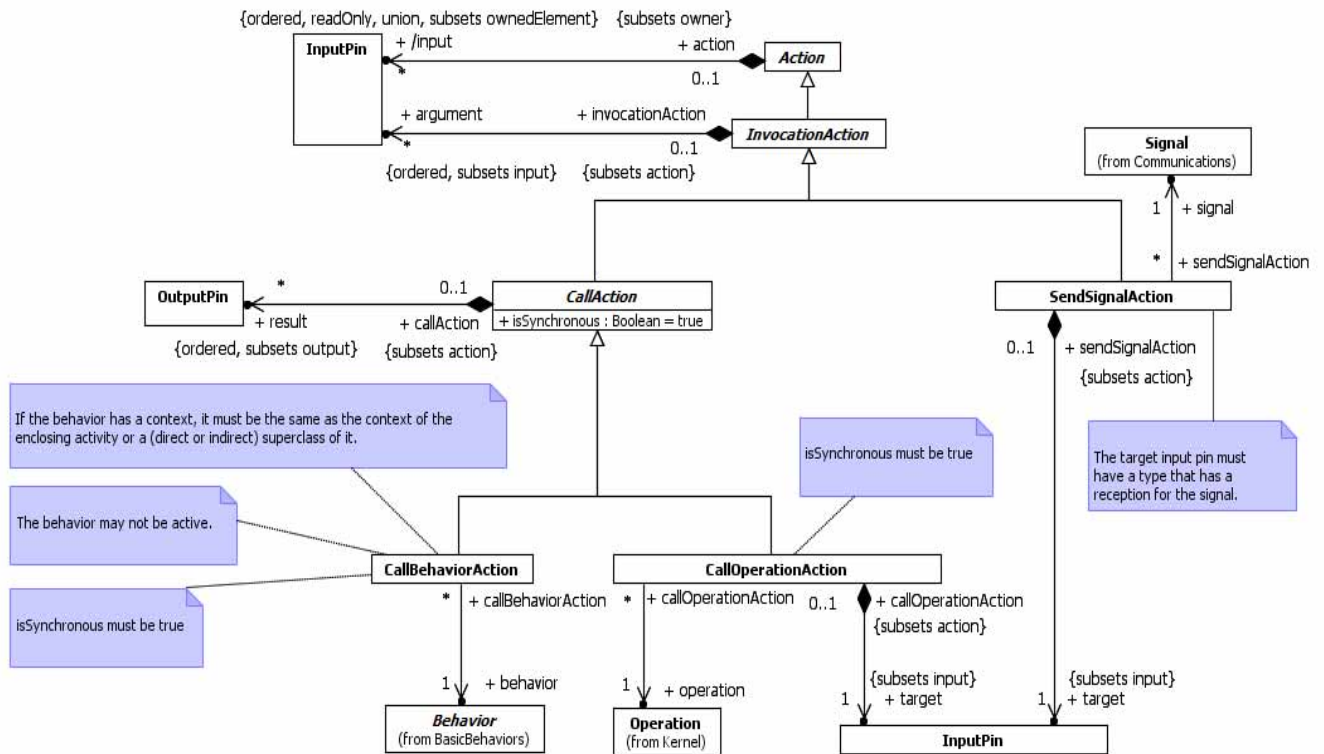 {ordered, readOnly, union, subsets ownedElement} {subsets owner}
InputPin
+ /input
+ action
Action
*
0..1
+ argument
+ invocationAction
InvocationAction
*
0..1
{ordered, subsets input}
{subsets action}
Signal
(from Communications)
1
+ signal
*
+ sendSignalAction
OutputPin
*
0..1
CallAction
+ isSynchronous : Boolean = true
SendSignalAction
+ result
+ callAction
{ordered, subsets output}
{subsets action}
0..1
+ sendSignalAction
{subsets action}
If the behavior has a context, it must be the same as the context of the
enclosing activity or a (direct or indirect) superclass of it.
isSynchronous must be true
The target input pin must
have a type that has a
reception for the signal.
The behavior may not be active.
CallBehaviorAction
CallOperationAction
isSynchronous must be true
*
+ callBehaviorAction
*
+ callOperationAction
0..1
+ callOperationAction
{subsets action}
1
+ behavior
1
+ operation
{subsets input}
1
+ target
{subsets input}
1
+ target
Behavior
(from BasicBehaviors)
Operation
(from Kernel)
InputPin